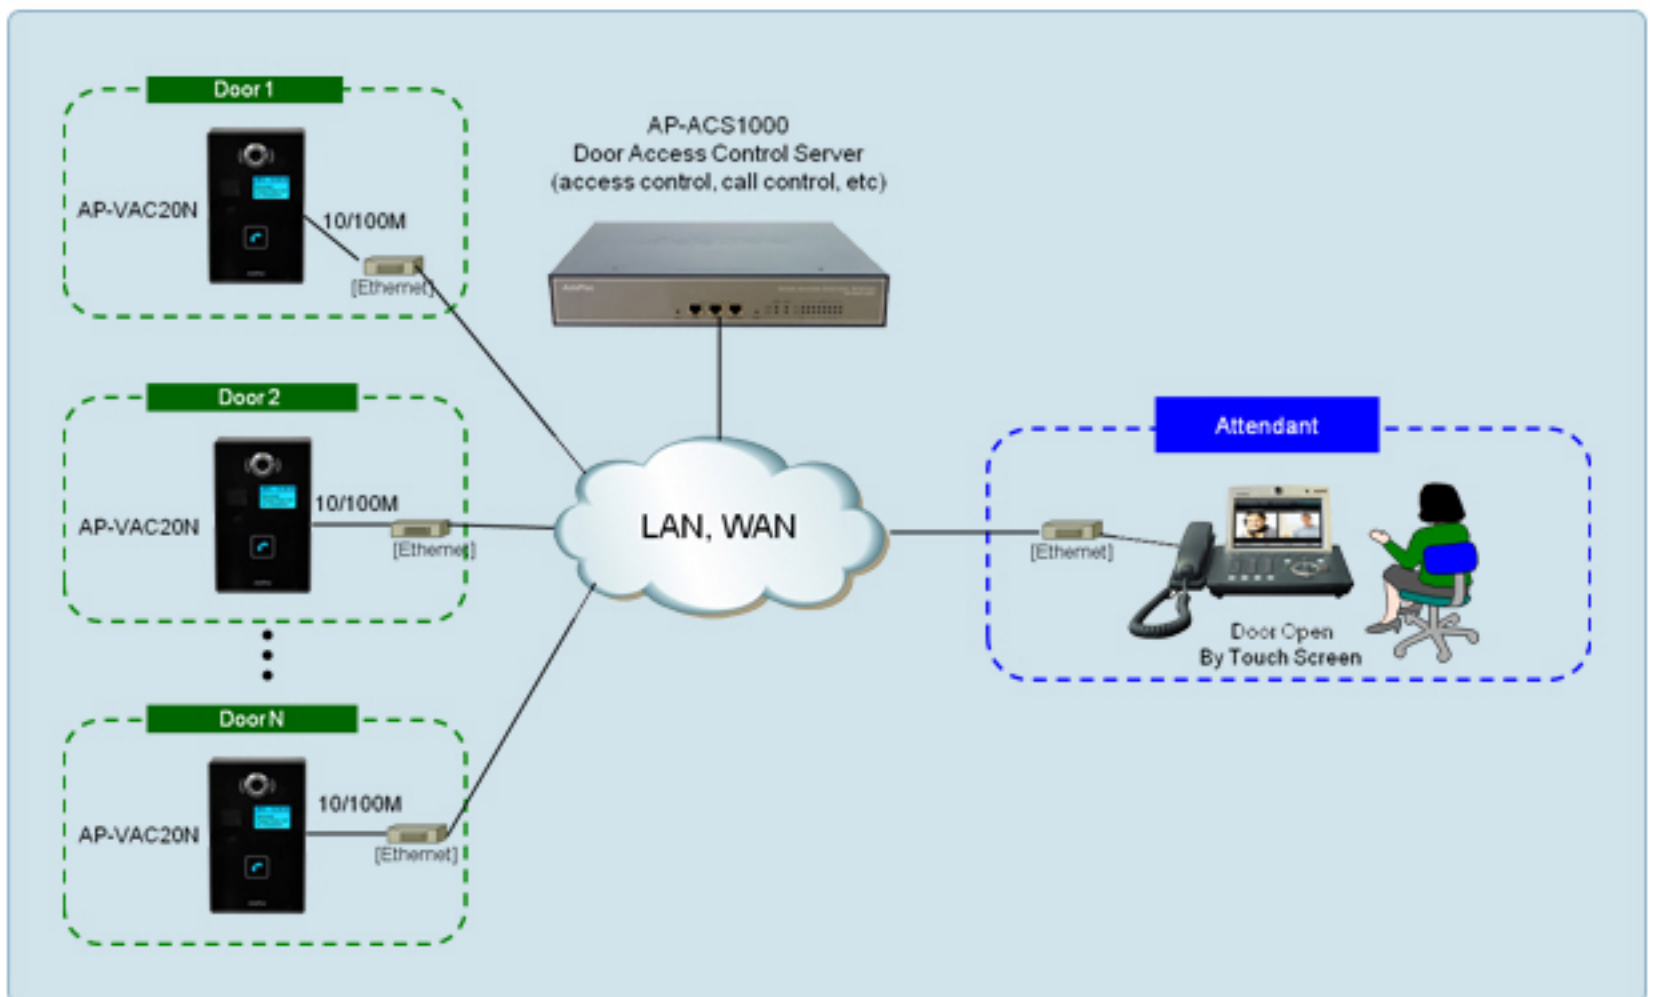 Door 1
AP-VAC20N
10/100M
[Ethernet]
AP-ACS1000
Door Access Control Server
(access control, call control, etc)
Door 2
AP-VAC20N
10/100M
[Ethernet]
LAN, WAN
Attendant
[Ethernet]
Door Open
By Touch Screen
Door N
AP-VAC20N
10/100M
[Ethernet]